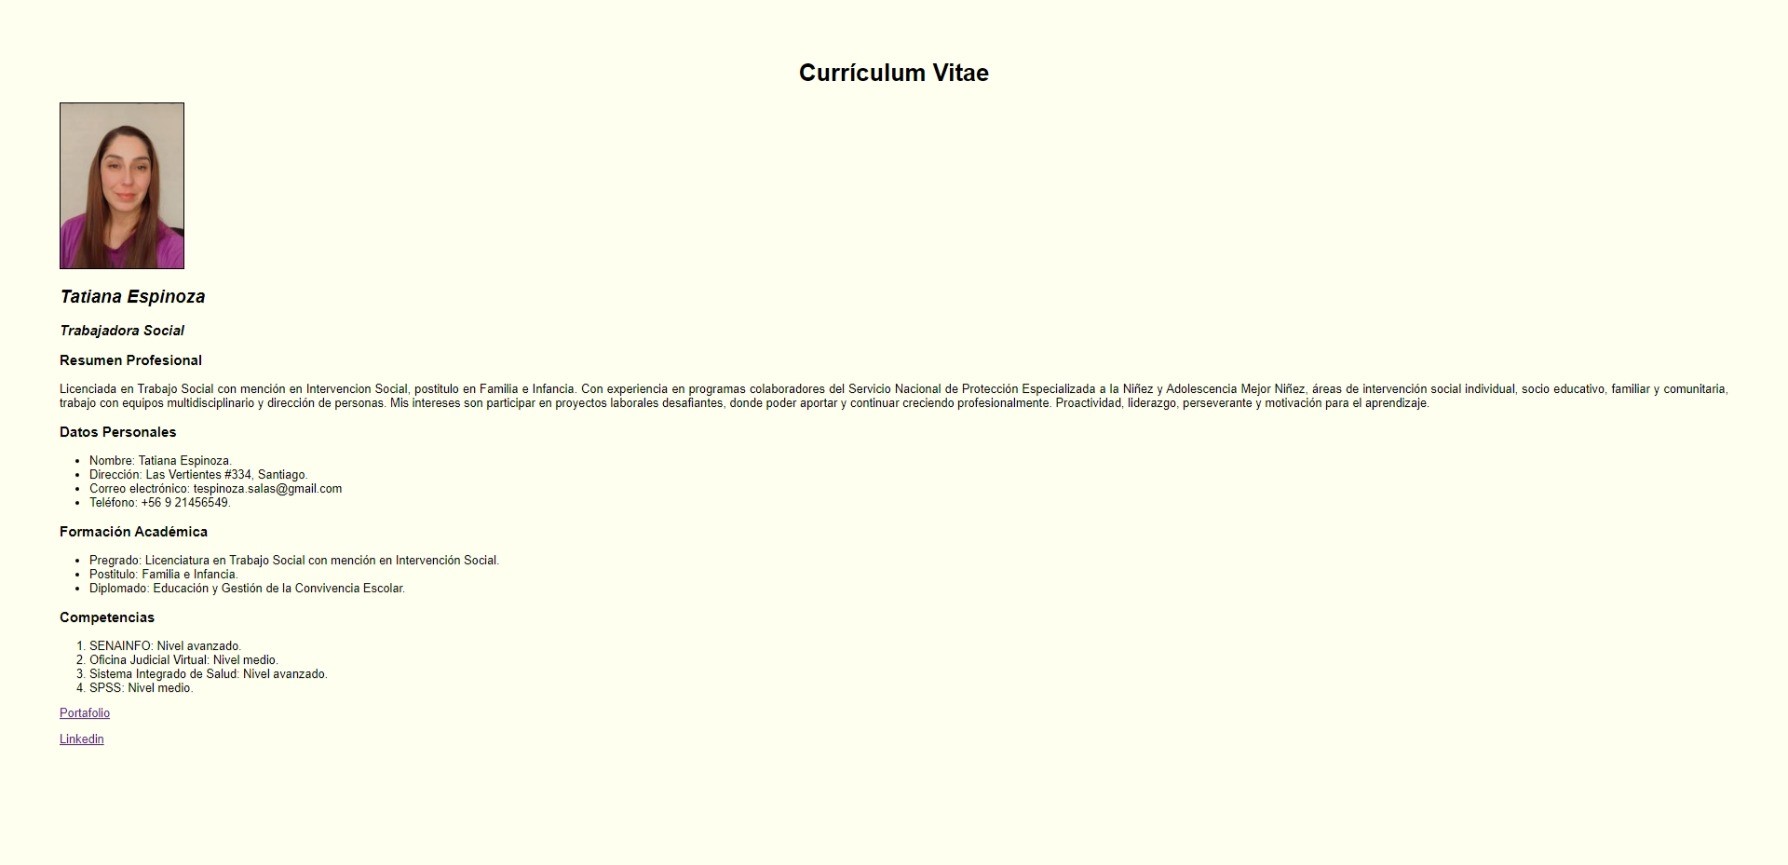 Currículum Vitae
Tatiana Espinoza
Trabajadora Social
Resumen Profesional
Licenciada en Trabajo Social con mención en Intervencion Social, postitulo en Familia e Infancia. Con experiencia en programas colaboradores del Servicio Nacional de Protección Especializada a la Niñez y Adolescencia Mejor Niñez, áreas de intervención social individual, socio educativo, familiar y comunitaria,
trabajo con equipos multidisciplinario y dirección de personas. Mis intereses son participar en proyectos laborales desafiantes, donde poder aportar y continuar creciendo profesionalmente. Proactividad, liderazgo, perseverante y motivación para el aprendizaje.
Datos Personales
• Nombre: Tatiana Espinoza.
• Dirección: Las Vertientes #334, Santiago.
• Correo electrónico: tespinoza.salas@gmail.com
• Teléfono: +56 9 21456549.
Formación Académica
• Pregrado: Licenciatura en Trabajo Social con mención en Intervención Social.
• Postitulo: Familia e Infancia.
• Diplomado: Educación y Gestión de la Convivencia Escolar.
Competencias
1. SENAINFO: Nivel avanzado.
2. Oficina Judicial Virtual: Nivel medio.
3. Sistema Integrado de Salud: Nivel avanzado.
4. SPSS: Nivel medio.
Portafolio
Linkedin